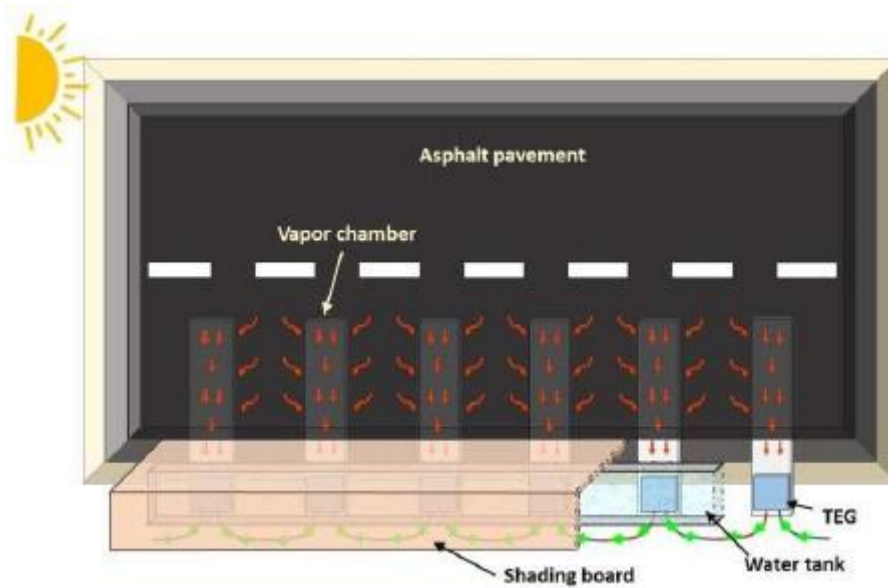 Asphalt pavement
Vapor chamber
TEG
Water tank
Shading board